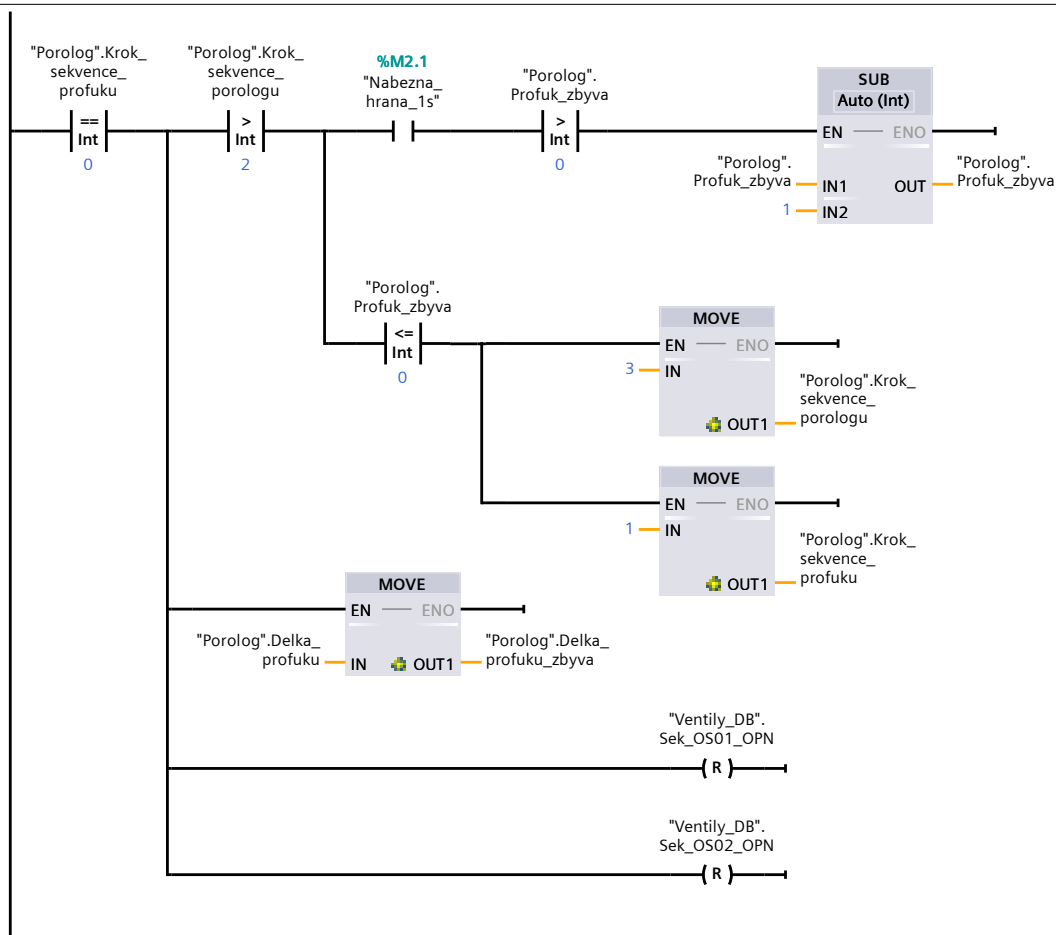 "Porolog".Krok_
sekvence_
profuku
==
Int
0
"Porolog".Krok_
sekvence_
porologu
>
Int
2
%M2.1
"Nabezna_
hrana_1s"
"Porolog".
Profuk_zbyva
>
Int
0
SUB
Auto (Int)
EN
ENO
"Porolog".
Profuk_zbyva
IN1
OUT
"Porolog".
Profuk_zbyva
1
IN2
"Porolog".
Profuk_zbyva
<=
Int
0
MOVE
EN
ENO
3
IN
OUT1
"Porolog".Krok_
sekvence_
porologu
MOVE
EN
ENO
1
IN
OUT1
"Porolog".Krok_
sekvence_
profuku
MOVE
EN
ENO
"Porolog".Delka_
profuku
IN
OUT1
"Porolog".Delka_
profuku_zbyva
"Ventily_DB".
Sek_OS01_OPN
R
"Ventily_DB".
Sek_OS02_OPN
R